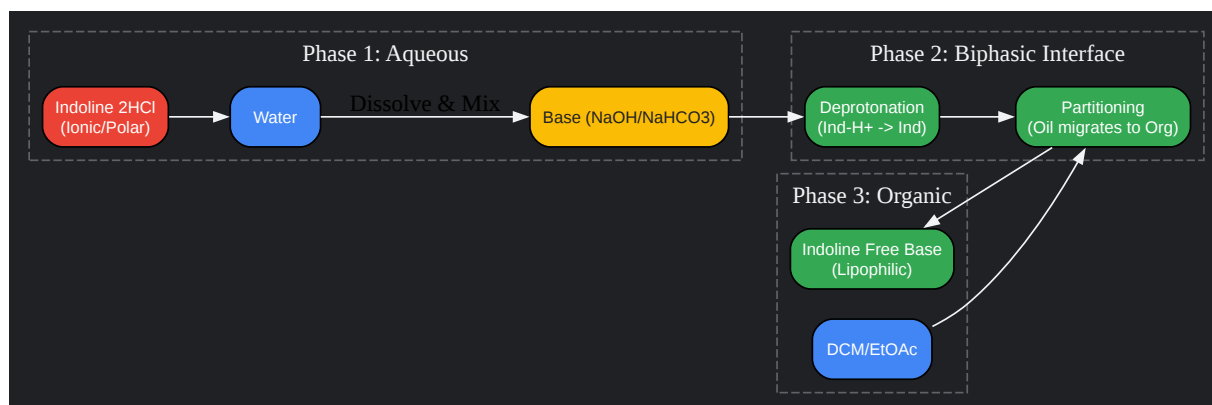 Phase 1: Aqueous
Indoline 2HCl
(Ionic/Polar)
Water
Dissolve & Mix
Base (NaOH/NaHCO3)
Phase 2: Biphasic Interface
Deprotonation
(Ind-H+ -> Ind)
Partitioning
(Oil migrates to Org)
Phase 3: Organic
Indoline Free Base
(Lipophilic)
DCM/EtOAc